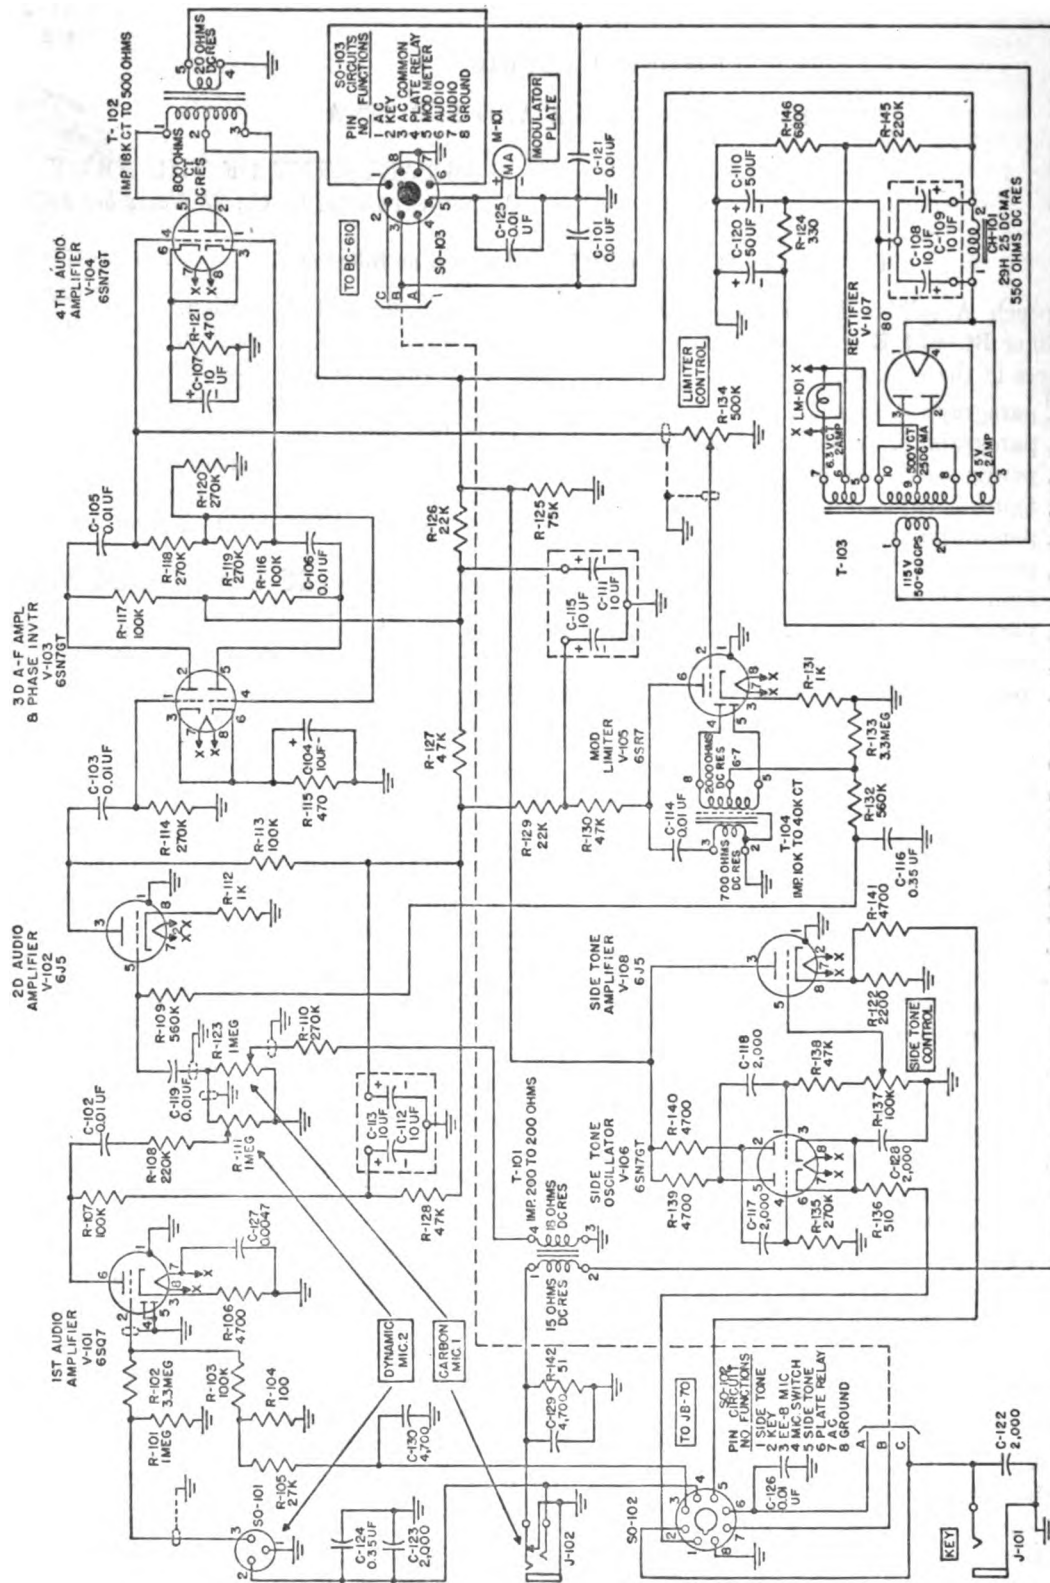 1ST AUDIO
AMPLIFIER
V-101
6SQ7
2D AUDIO
AMPLIFIER
V-102
6J5
3D A-F AMPL
& PHASE INVTR
V-103
6SN7GT
4TH AUDIO
AMPLIFIER
V-104
6SN7GT
T-102
IMP. 18K CT TO 500 OHMS
800 OHMS
CT
DC RES
20 OHMS
DC RES
R-107
100K
C-102
0.01UF
R-108
220K
R-111
1MEG
C-119
0.01UF
R-123
1MEG
R-109
560K
R-110
270K
R-112
1K
R-113
100K
C-103
0.01UF
R-114
270K
C-104
10UF
R-115
470
R-117
100K
R-118
270K
C-105
0.01UF
R-119
270K
R-116
100K
C-106
0.01UF
R-120
270K
C-107
10
UF
R-121
470
R-102
3.3MEG
R-101
1MEG
R-103
100K
R-104
100
R-105
27K
R-106
4700
C-127
0.0047
C-113
10UF
C-112
10UF
R-128
47K
R-127
47K
R-126
22K
R-125
75K
C-115
10UF
C-111
10UF
R-129
22K
R-130
47K
DYNAMIC
MIC.2
CARBON
MIC.1
SO-101
C-124
0.35UF
C-123
2,000
C-130
4,700
C-129
4,700
R-142
51
J-102
T-101
IMP. 200 TO 200 OHMS
15 OHMS
DC RES
18 OHMS
DC RES
SIDE TONE
OSCILLATOR
V-106
6SN7GT
SIDE TONE
AMPLIFIER
V-108
6J5
R-139
4700
R-140
4700
C-117
2,000
C-118
2,000
R-135
270K
R-136
510
C-128
2,000
R-138
47K
R-137
100K
SIDE TONE
CONTROL
R-122
2200
R-141
4700
MOD
LIMITER
V-105
6SR7
C-114
0.01UF
700 OHMS
DC RES
2000 OHMS
DC RES
T-104
IMP. 10K TO 40K CT
R-131
1K
R-133
3.3MEG
R-132
560K
C-116
0.35 UF
LIMITER
CONTROL
R-134
500K
TO BC-610
SO-103
SO-103
PIN CIRCUITS
NO FUNCTIONS
1 AC
2 KEY
3 AC COMMON
4 PLATE RELAY
5 MOD METER
6 AUDIO
7 AUDIO
8 GROUND
M-101
MA
MODULATOR
PLATE
C-125
0.01
UF
C-101
0.01UF
C-121
0.01UF
C-120
50UF
C-110
50UF
R-124
330
R-146
6800
R-145
220K
RECTIFIER
V-107
80
LM-101
6.3V CT
2AMP
500V CT
25DC MA
5V
2AMP
T-103
115V
50-60CPS
C-108
10 UF
C-109
10 UF
CH-101
29H 25 DCMA
550 OHMS DC RES
TO JB-70
SO-102
SO-102
PIN CIRCUIT
NO FUNCTIONS
1 SIDE TONE
2 KEY
3 EE-8 MIC
4 MIC SWITCH
5 SIDE TONE
6 PLATE RELAY
7 AC
8 GROUND
C-126
0.01
UF
A
B
C
KEY
J-101
C-122
2,000